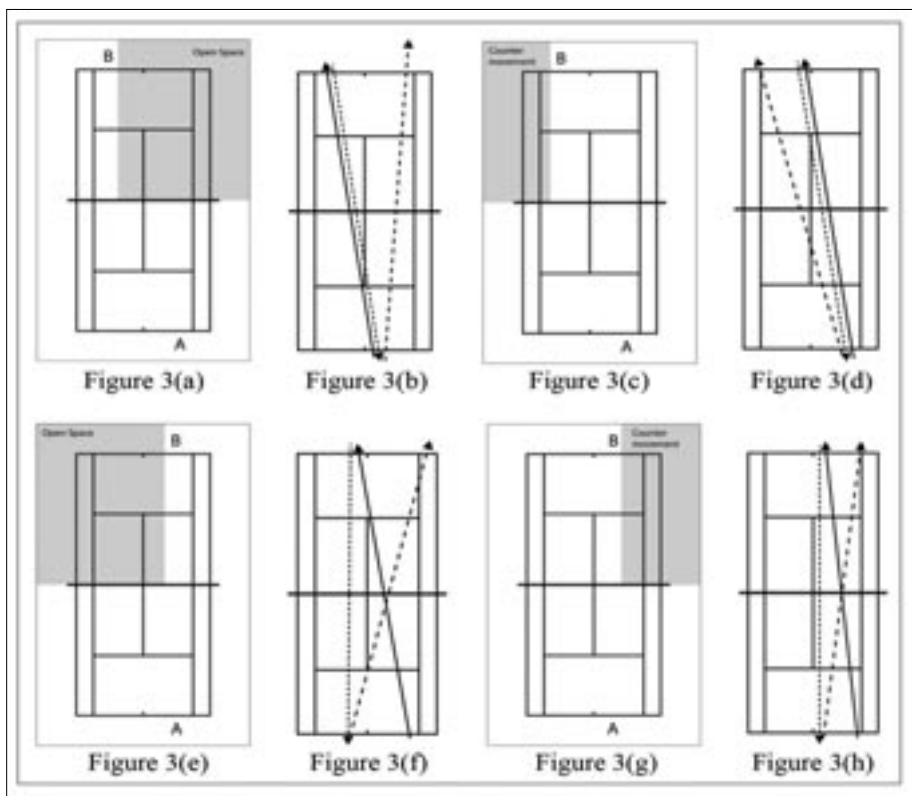 B
Open Space
A
Figure 3(a)
Figure 3(b)
Counter
movement
B
A
Figure 3(c)
Figure 3(d)
Open Space
B
A
Figure 3(e)
Figure 3(f)
B
Counter
movement
A
Figure 3(g)
Figure 3(h)